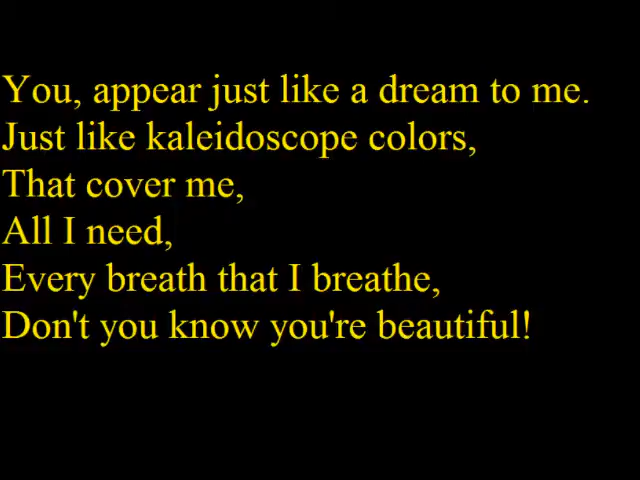 You, appear just like a dream to me.
Just like kaleidoscope colors,
That cover me,
All I need,
Every breath that I breathe,
Don't you know you're beautiful!